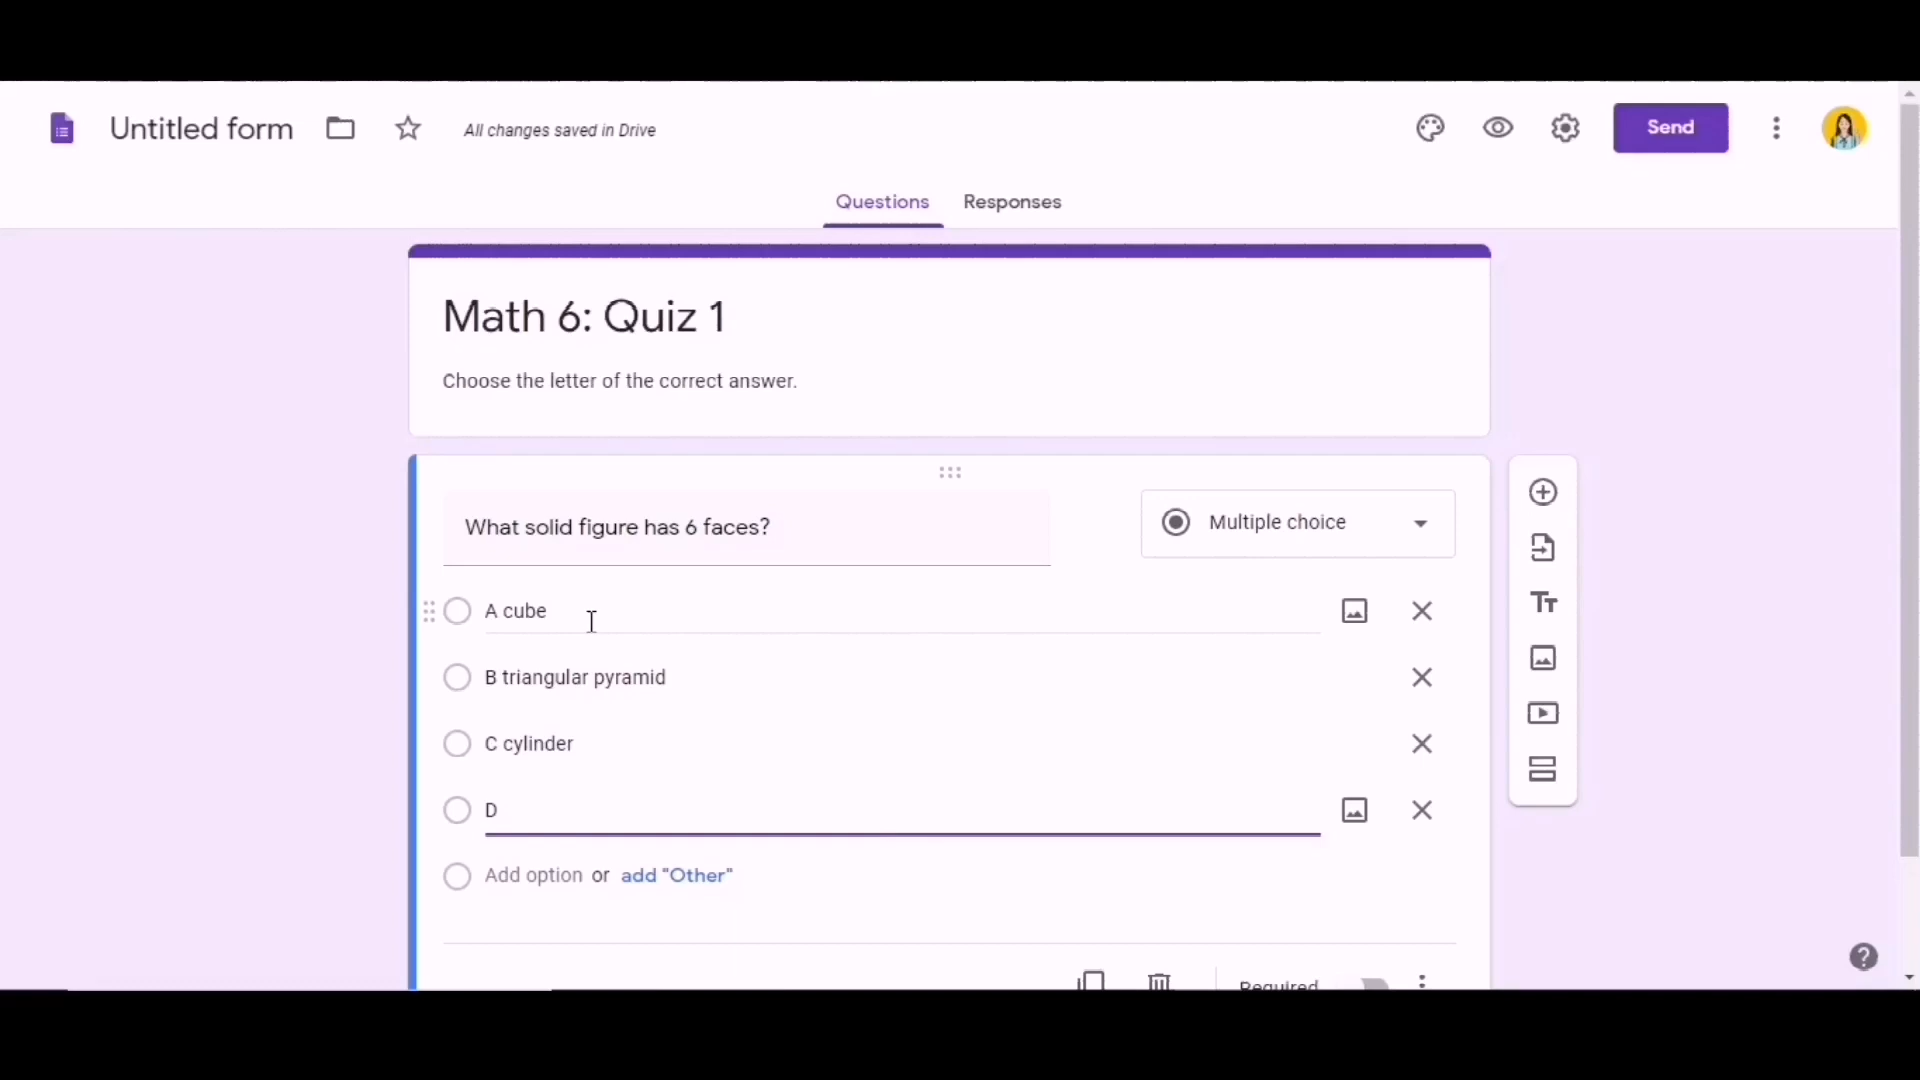 Untitled form
All changes saved in Drive
Send
Questions Responses
Math 6: Quiz 1
Choose the letter of the correct answer.
What solid figure has 6 faces?
Multiple choice
A cube
B triangular pyramid
C cylinder
D
Add option or add "Other"
Required